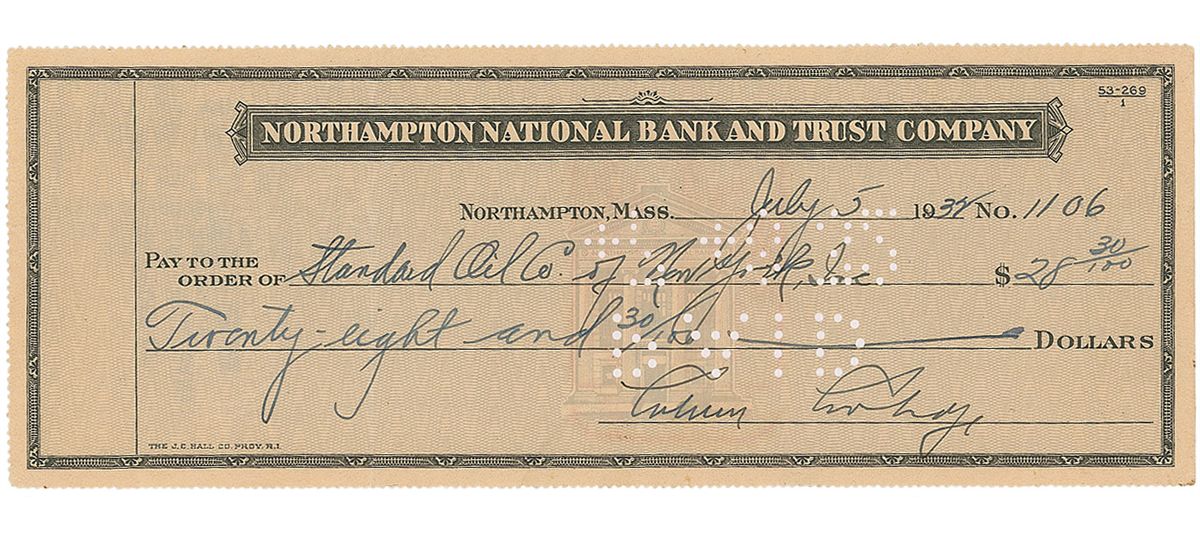 53-269
1
NORTHAMPTON NATIONAL BANK AND TRUST COMPANY
NORTHAMPTON, MASS. July 5 1932 No. 1106
PAY TO THE ORDER OF Standard Oil Co. of New York, Inc $28 30/100
Twenty-eight and 30/100 DOLLARS
Calvin Coolidge
THE J.C. HALL CO. PROV. R.I.